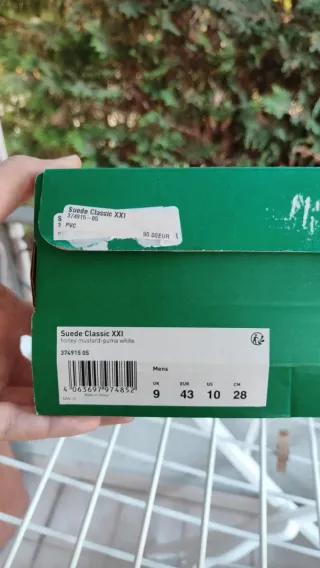 Suede Classic XXI
374915-05
PVC
90.00EUR
Suede Classic XXI
honey mustard-puma white
374915 05
Mens
UK EUR US CM
9 43 10 28
4 063697 974852